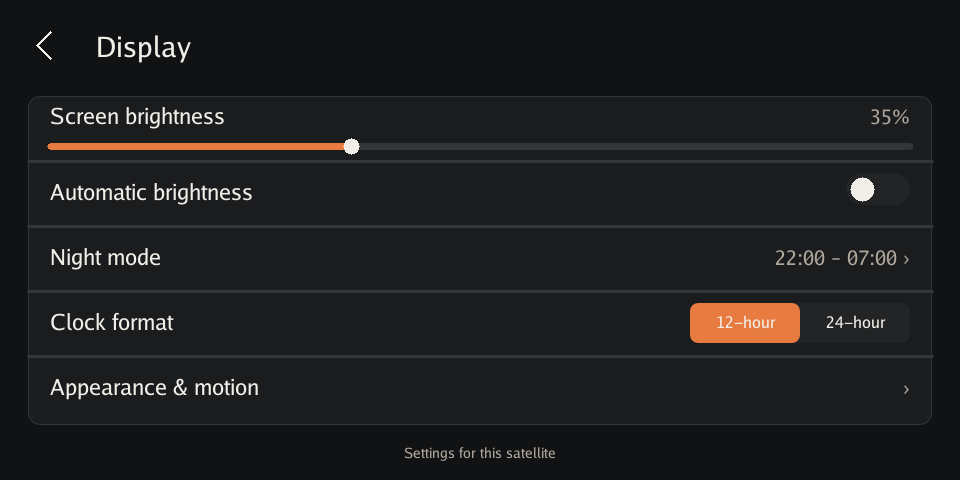 Display
Screen brightness 35%
Automatic brightness
Night mode 22:00 – 07:00 ›
Clock format 12–hour 24–hour
Appearance & motion ›
Settings for this satellite